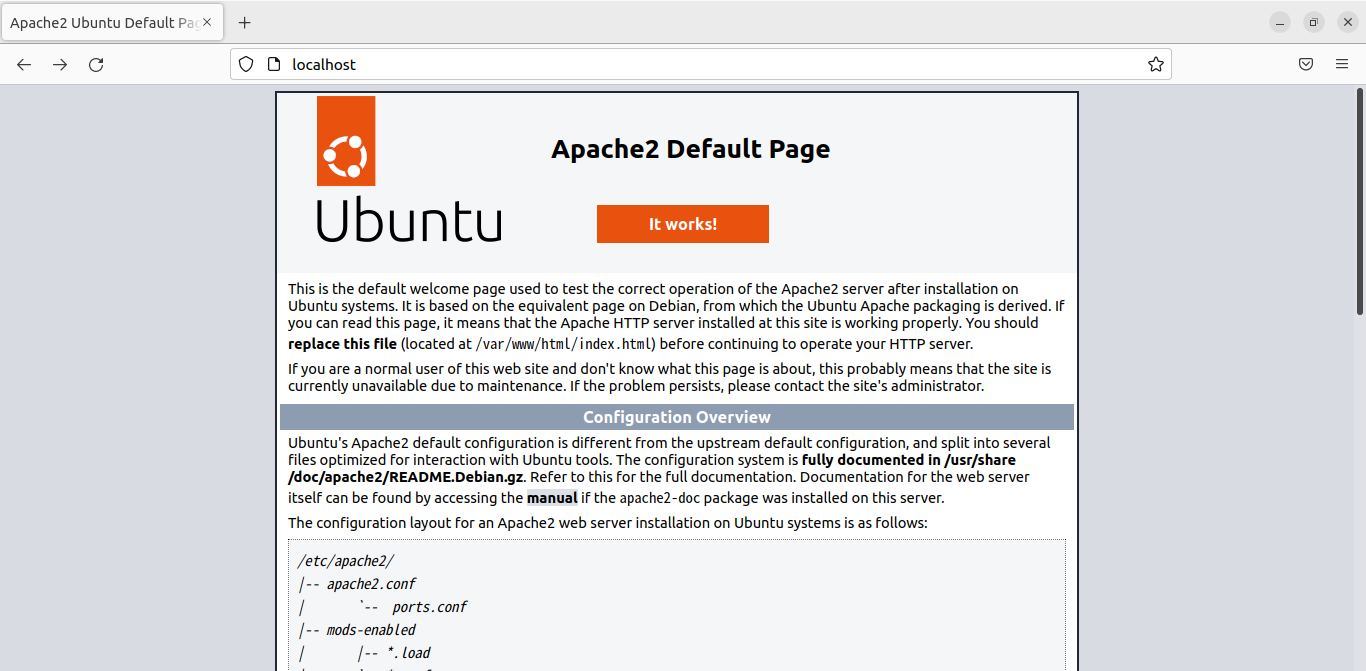 Apache2 Ubuntu Default Pag
localhost
Apache2 Default Page
Ubuntu
It works!
This is the default welcome page used to test the correct operation of the Apache2 server after installation on
Ubuntu systems. It is based on the equivalent page on Debian, from which the Ubuntu Apache packaging is derived. If
you can read this page, it means that the Apache HTTP server installed at this site is working properly. You should
replace this file (located at /var/www/html/index.html) before continuing to operate your HTTP server.
If you are a normal user of this web site and don't know what this page is about, this probably means that the site is
currently unavailable due to maintenance. If the problem persists, please contact the site's administrator.
Configuration Overview
Ubuntu's Apache2 default configuration is different from the upstream default configuration, and split into several
files optimized for interaction with Ubuntu tools. The configuration system is fully documented in /usr/share
/doc/apache2/README.Debian.gz. Refer to this for the full documentation. Documentation for the web server
itself can be found by accessing the manual if the apache2-doc package was installed on this server.
The configuration layout for an Apache2 web server installation on Ubuntu systems is as follows:
/etc/apache2/
|-- apache2.conf
|       `--  ports.conf
|-- mods-enabled
|       |-- *.load